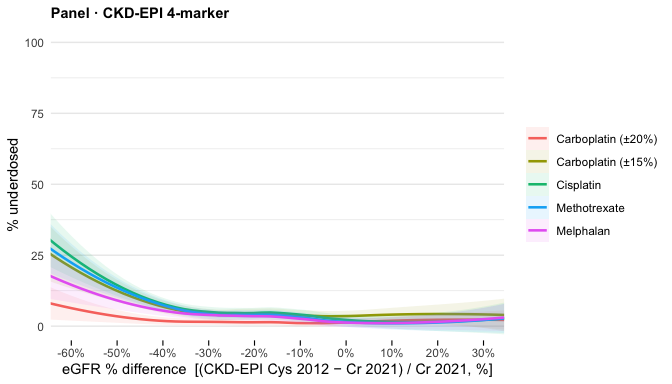 Panel · CKD-EPI 4-marker
100
75
50
25
0
% underdosed
-60% -50% -40% -30% -20% -10% 0% 10% 20% 30%
eGFR % difference [(CKD-EPI Cys 2012 − Cr 2021) / Cr 2021, %]
Carboplatin (±20%)
Carboplatin (±15%)
Cisplatin
Methotrexate
Melphalan